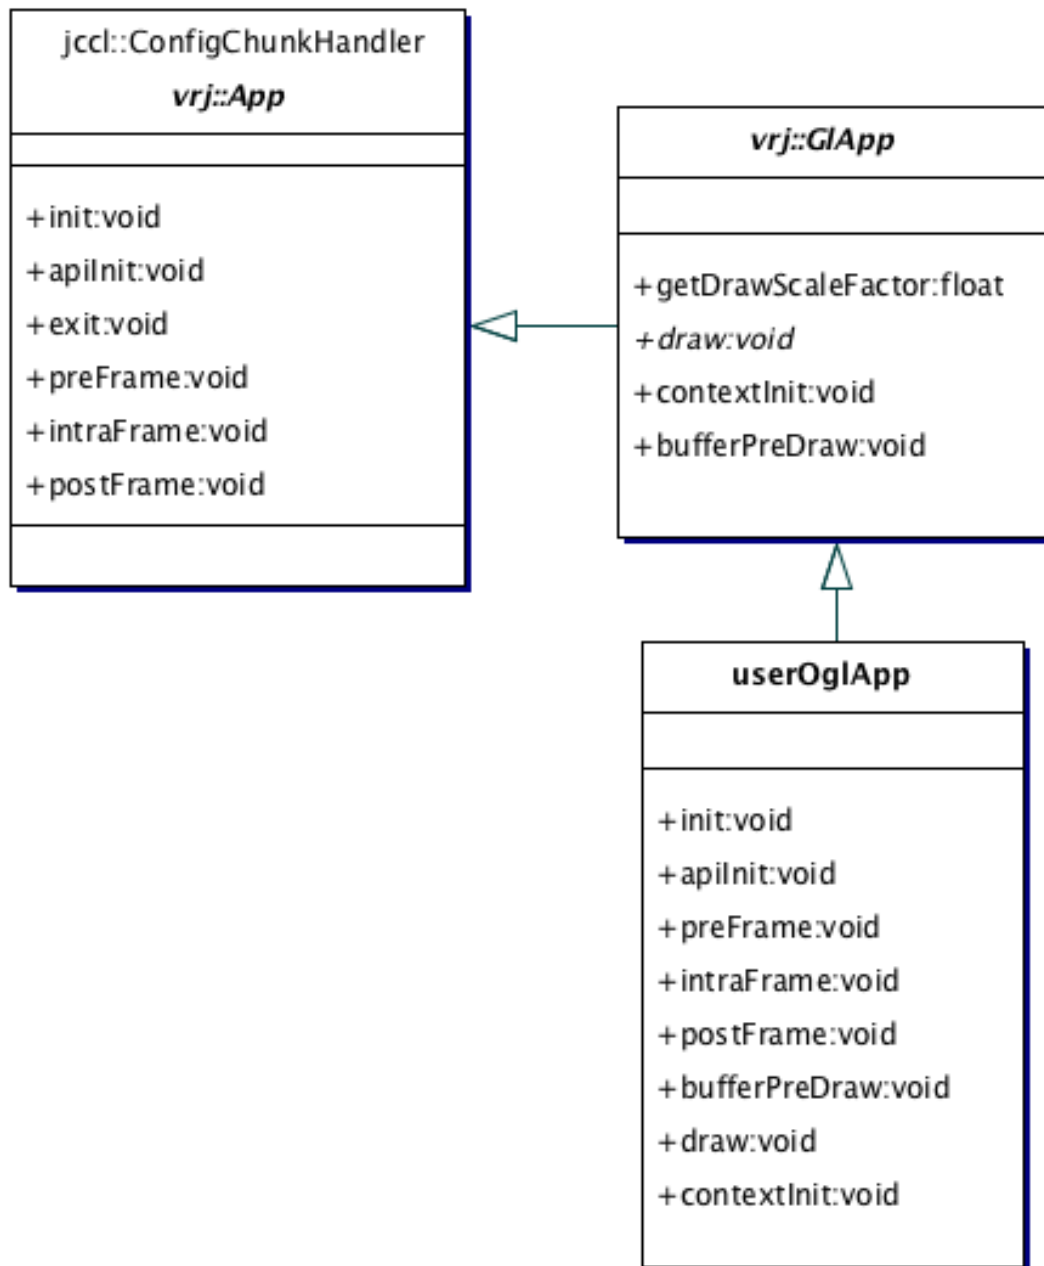 jccl::ConfigChunkHandler
vrj::App
+init:void
+apiInit:void
+exit:void
+preFrame:void
+intraFrame:void
+postFrame:void
vrj::GlApp
+getDrawScaleFactor:float
+draw:void
+contextInit:void
+bufferPreDraw:void
userOglApp
+init:void
+apiInit:void
+preFrame:void
+intraFrame:void
+postFrame:void
+bufferPreDraw:void
+draw:void
+contextInit:void